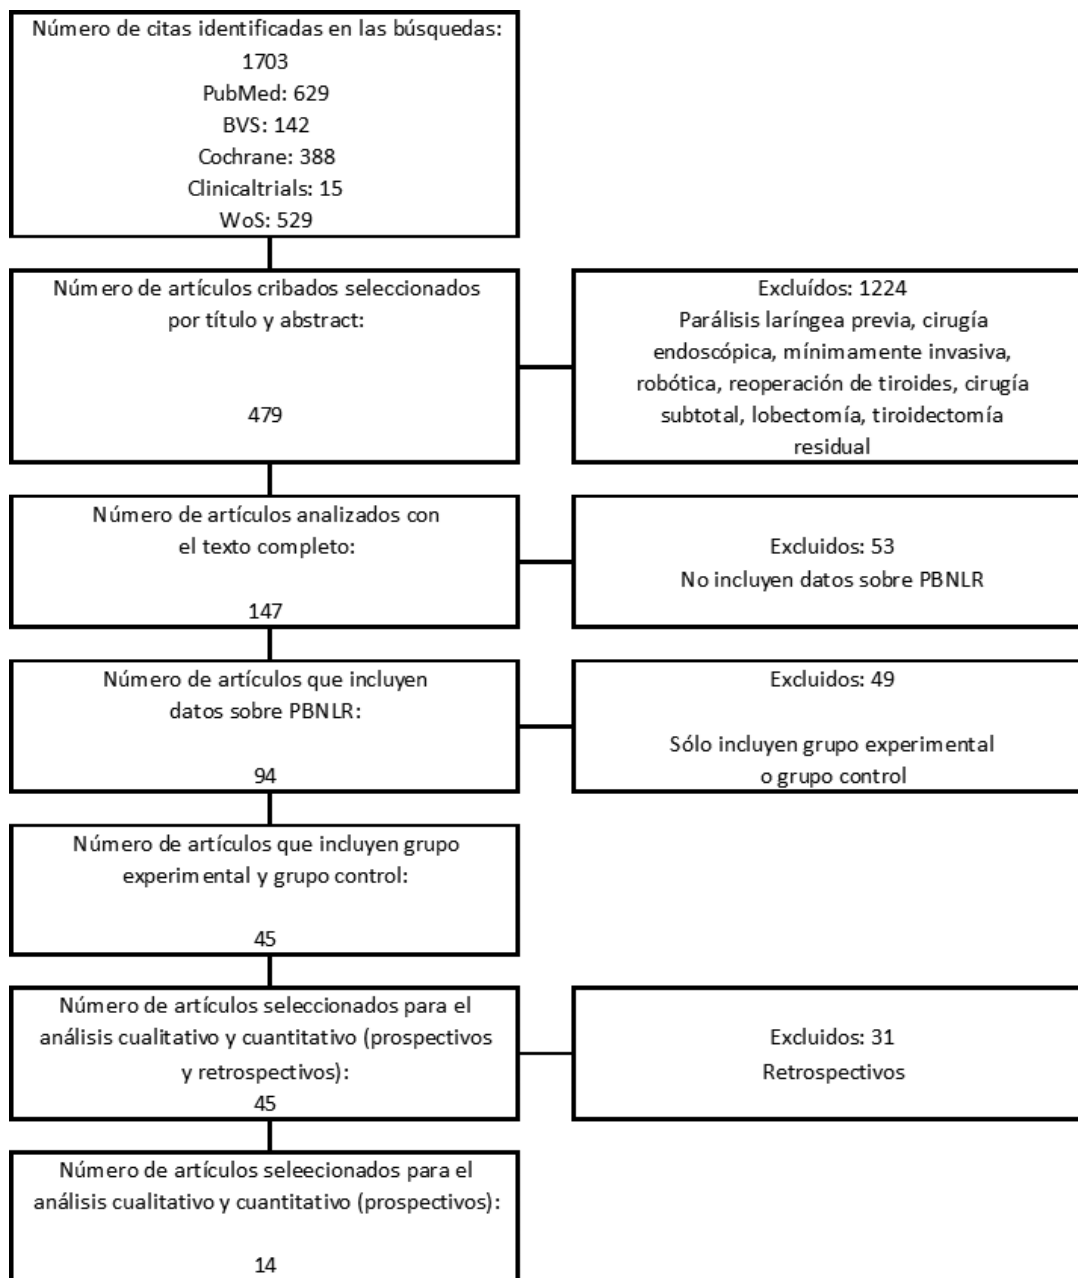 Número de citas identificadas en las búsquedas:
1703
PubMed: 629
BVS: 142
Cochrane: 388
Clinicaltrials: 15
WoS: 529
Número de artículos cribados seleccionados
por título y abstract:
479
Excluídos: 1224
Parálisis laríngea previa, cirugía
endoscópica, mínimamente invasiva,
robótica, reoperación de tiroides, cirugía
subtotal, lobectomía, tiroidectomía
residual
Número de artículos analizados con
el texto completo:
147
Excluidos: 53
No incluyen datos sobre PBNLR
Número de artículos que incluyen
datos sobre PBNLR:
94
Excluidos: 49
Sólo incluyen grupo experimental
o grupo control
Número de artículos que incluyen grupo
experimental y grupo control:
45
Número de artículos seleccionados para el
análisis cualitativo y cuantitativo (prospectivos
y retrospectivos):
45
Excluidos: 31
Retrospectivos
Número de artículos seleecionados para el
análisis cualitativo y cuantitativo (prospectivos):
14